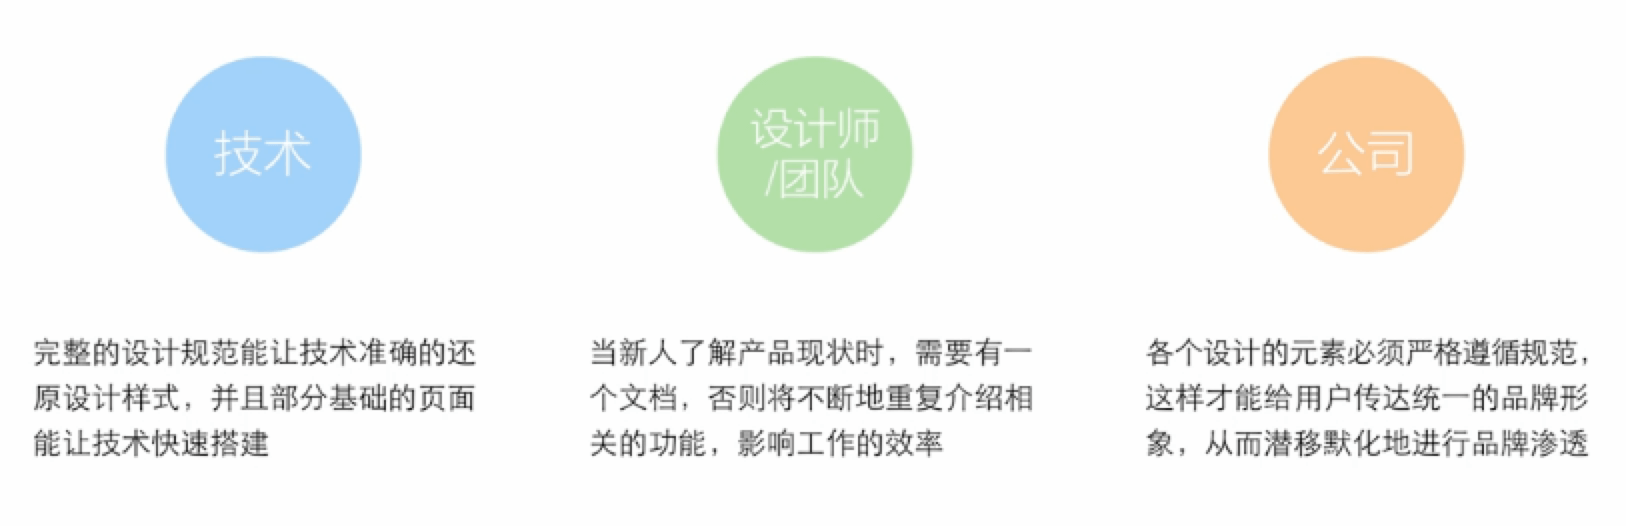 技术
完整的设计规范能让技术准确的还
原设计样式，并且部分基础的页面
能让技术快速搭建
设计师
/团队
当新人了解产品现状时，需要有一
个文档，否则将不断地重复介绍相
关的功能，影响工作的效率
公司
各个设计的元素必须严格遵循规范，
这样才能给用户传达统一的品牌形
象，从而潜移默化地进行品牌渗透